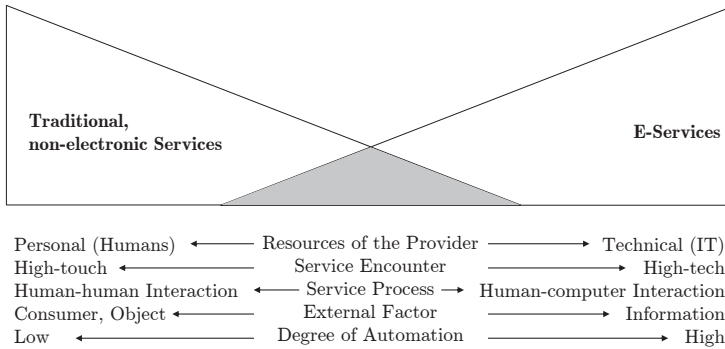 Traditional,
non-electronic Services
E-Services
Personal (Humans) Resources of the Provider Technical (IT)
High-touch Service Encounter High-tech
Human-human Interaction Service Process Human-computer Interaction
Consumer, Object External Factor Information
Low Degree of Automation High